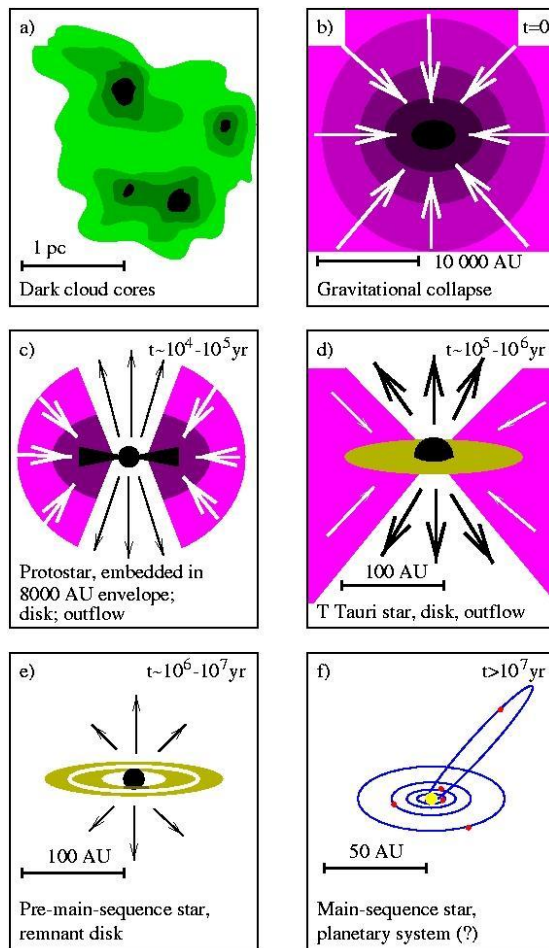 a)
1 pc
Dark cloud cores
b)
t=0
10 000 AU
Gravitational collapse
c)
t~10⁴-10⁵yr
Protostar, embedded in
8000 AU envelope;
disk; outflow
d)
t~10⁵-10⁶yr
100 AU
T Tauri star, disk, outflow
e)
t~10⁶-10⁷yr
100 AU
Pre-main-sequence star,
remnant disk
f)
t>10⁷yr
50 AU
Main-sequence star,
planetary system (?)